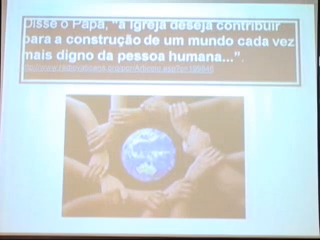 Disse o Papa, "a Igreja deseja contribuir
para a construção de um mundo cada vez
mais digno da pessoa humana...".